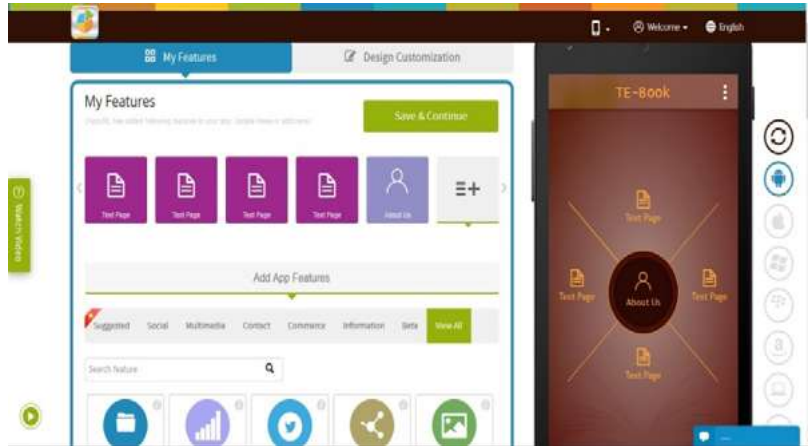 Welcome
English
My Features
Design Customization
My Features
Save & Continue
Text Page
Text Page
Text Page
Text Page
About Us
Watch Video
Add App Features
Suggested
Social
Multimedia
Contact
Commerce
Information
Beta
View All
Search Nature
TE-Book
Text Page
Text Page
About Us
Text Page
Text Page